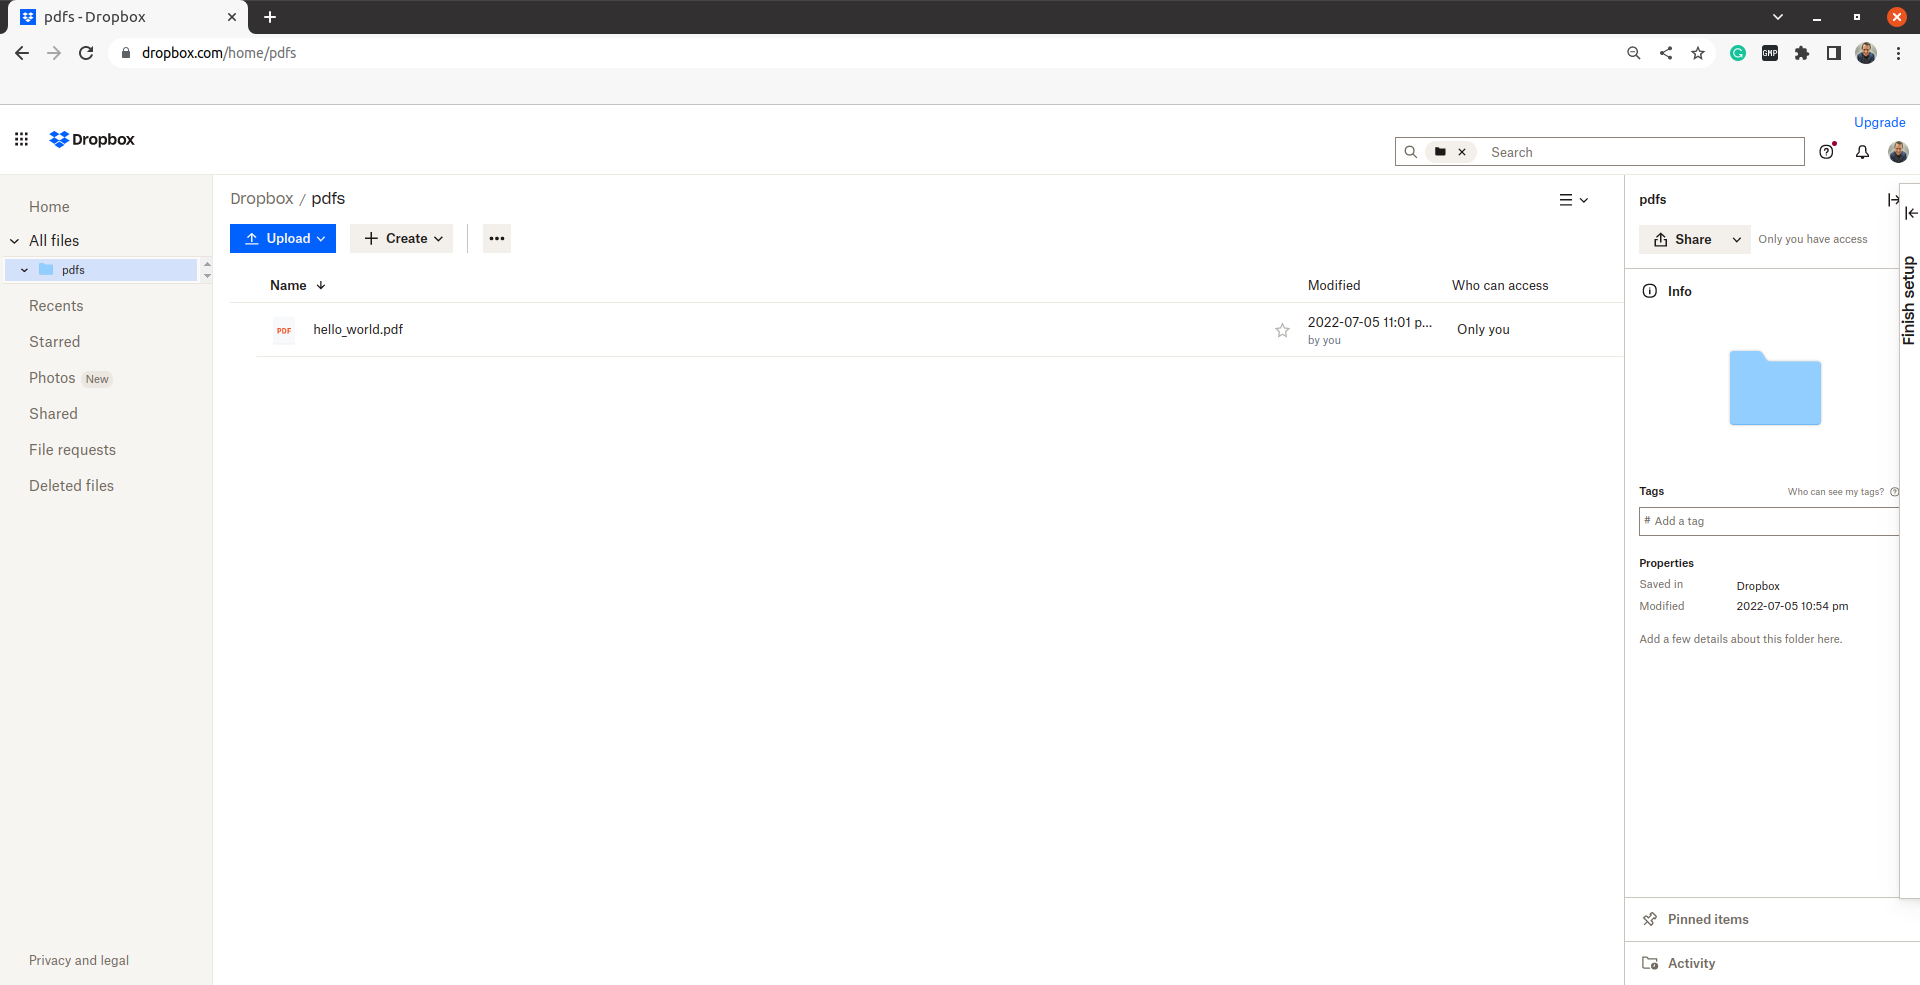 pdfs - Dropbox
dropbox.com/home/pdfs
GMP
Upgrade
Dropbox
Search
Home
All files
pdfs
Recents
Starred
Photos New
Shared
File requests
Deleted files
Privacy and legal
Dropbox / pdfs
Upload
Create
Name
Modified
Who can access
PDF
hello_world.pdf
2022-07-05 11:01 p...
by you
Only you
pdfs
Share
Only you have access
Info
Tags
Who can see my tags?
# Add a tag
Properties
Saved in Dropbox
Modified 2022-07-05 10:54 pm
Add a few details about this folder here.
Pinned items
Activity
Finish setup